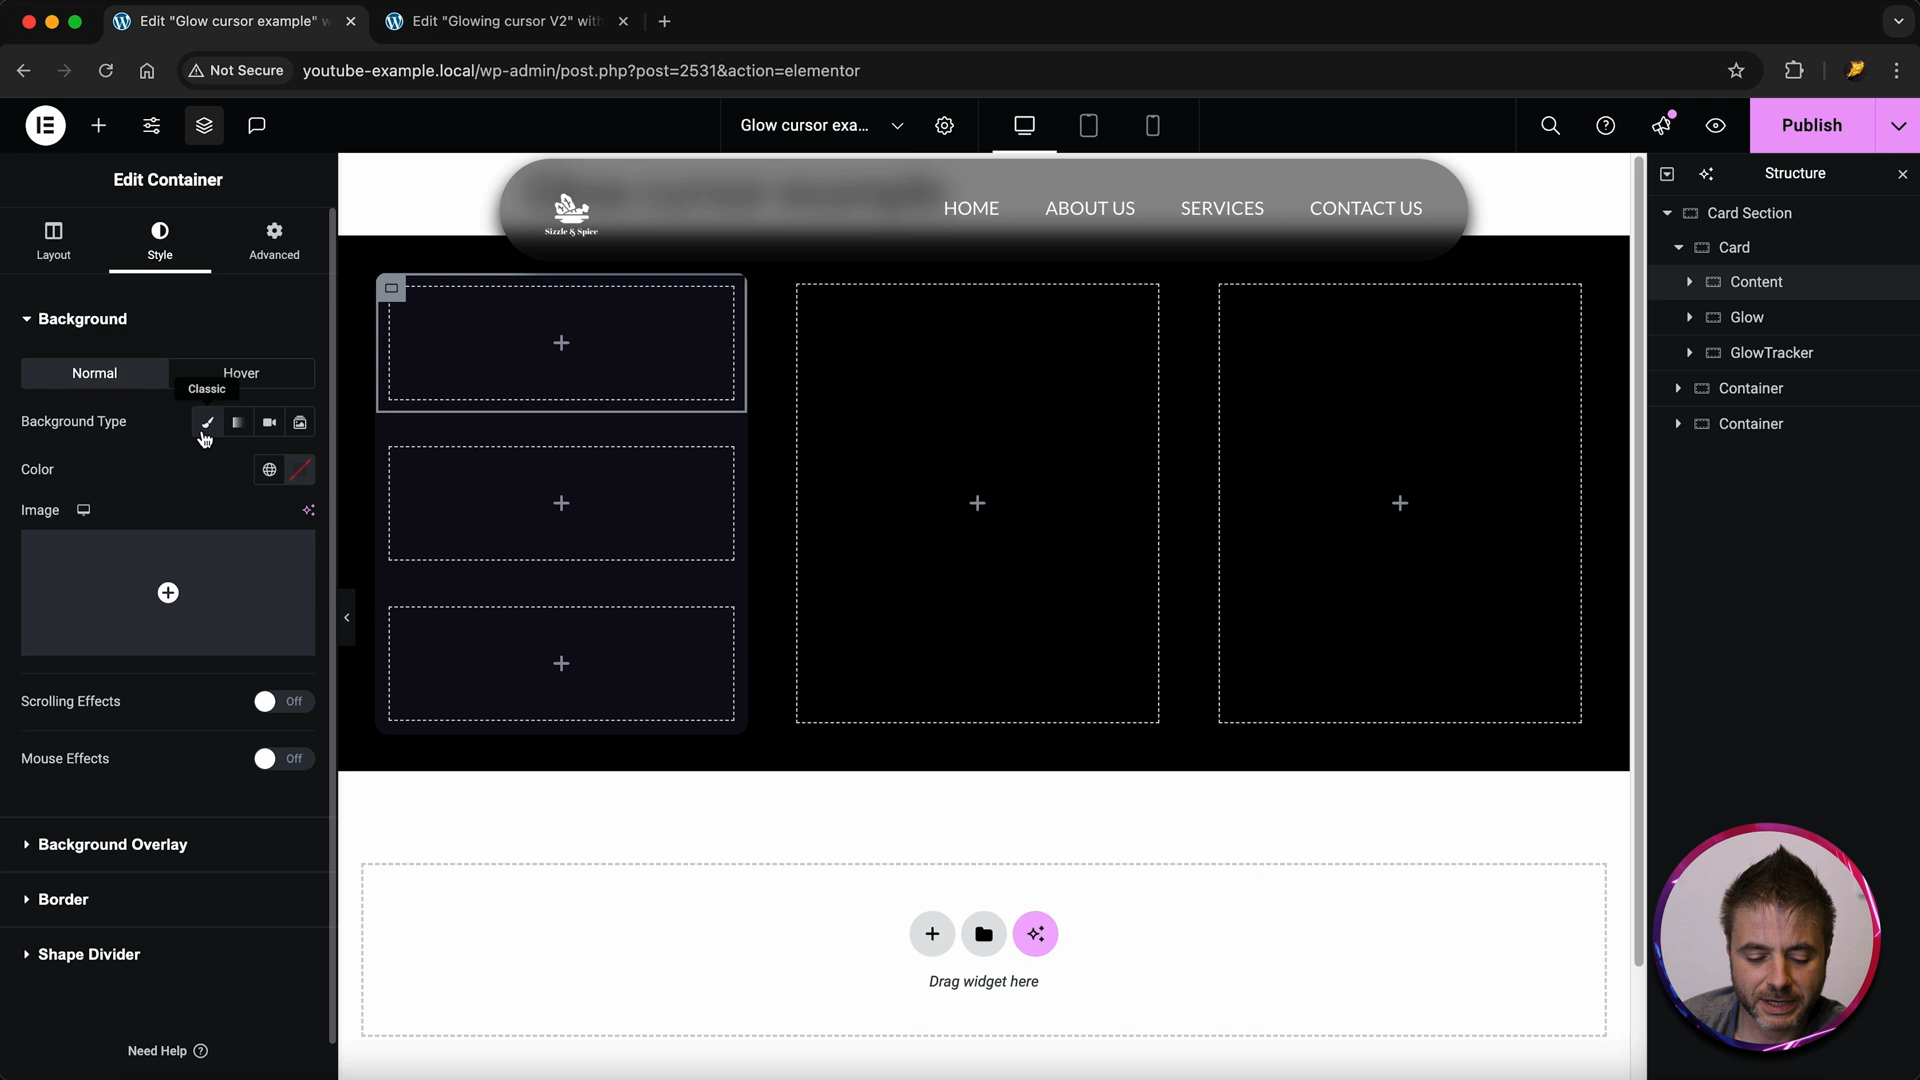 Edit "Glow cursor example" w
Edit "Glowing cursor V2" with
Not Secure
youtube-example.local/wp-admin/post.php?post=2531&action=elementor
Glow cursor exa...
Publish
Edit Container
Layout
Style
Advanced
Background
Normal
Hover
Classic
Background Type
Color
Image
Scrolling Effects
Off
Mouse Effects
Off
Background Overlay
Border
Shape Divider
Need Help
Glow cursor example
Sizzle & Spice
HOME
ABOUT US
SERVICES
CONTACT US
Drag widget here
Structure
Card Section
Card
Content
Glow
GlowTracker
Container
Container